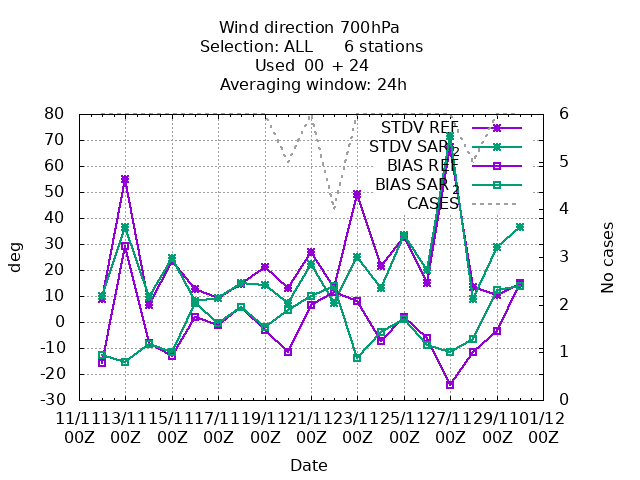 Wind direction 700hPa
Selection: ALL 6 stations
Used 00 + 24
Averaging window: 24h
80
70
60
50
40
30
20
10
0
-10
-20
-30
6
5
4
3
2
1
0
deg
No cases
STDV REF
STDV SAR2
BIAS REF
BIAS SAR2
CASES
11/11 13/11 15/11 17/11 19/11 21/11 23/11 25/11 27/11 29/11 01/12
00Z 00Z 00Z 00Z 00Z 00Z 00Z 00Z 00Z 00Z 00Z
Date